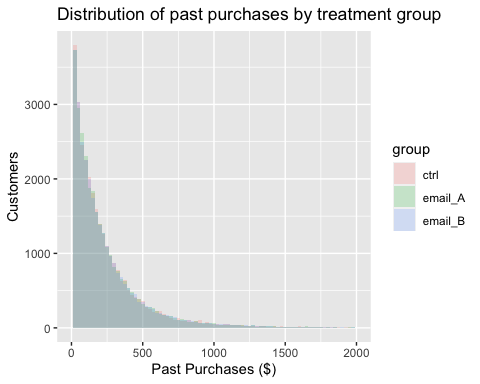 Distribution of past purchases by treatment group
3000
2000
1000
0
Customers
0
500
1000
1500
2000
Past Purchases ($)
group
ctrl
email_A
email_B